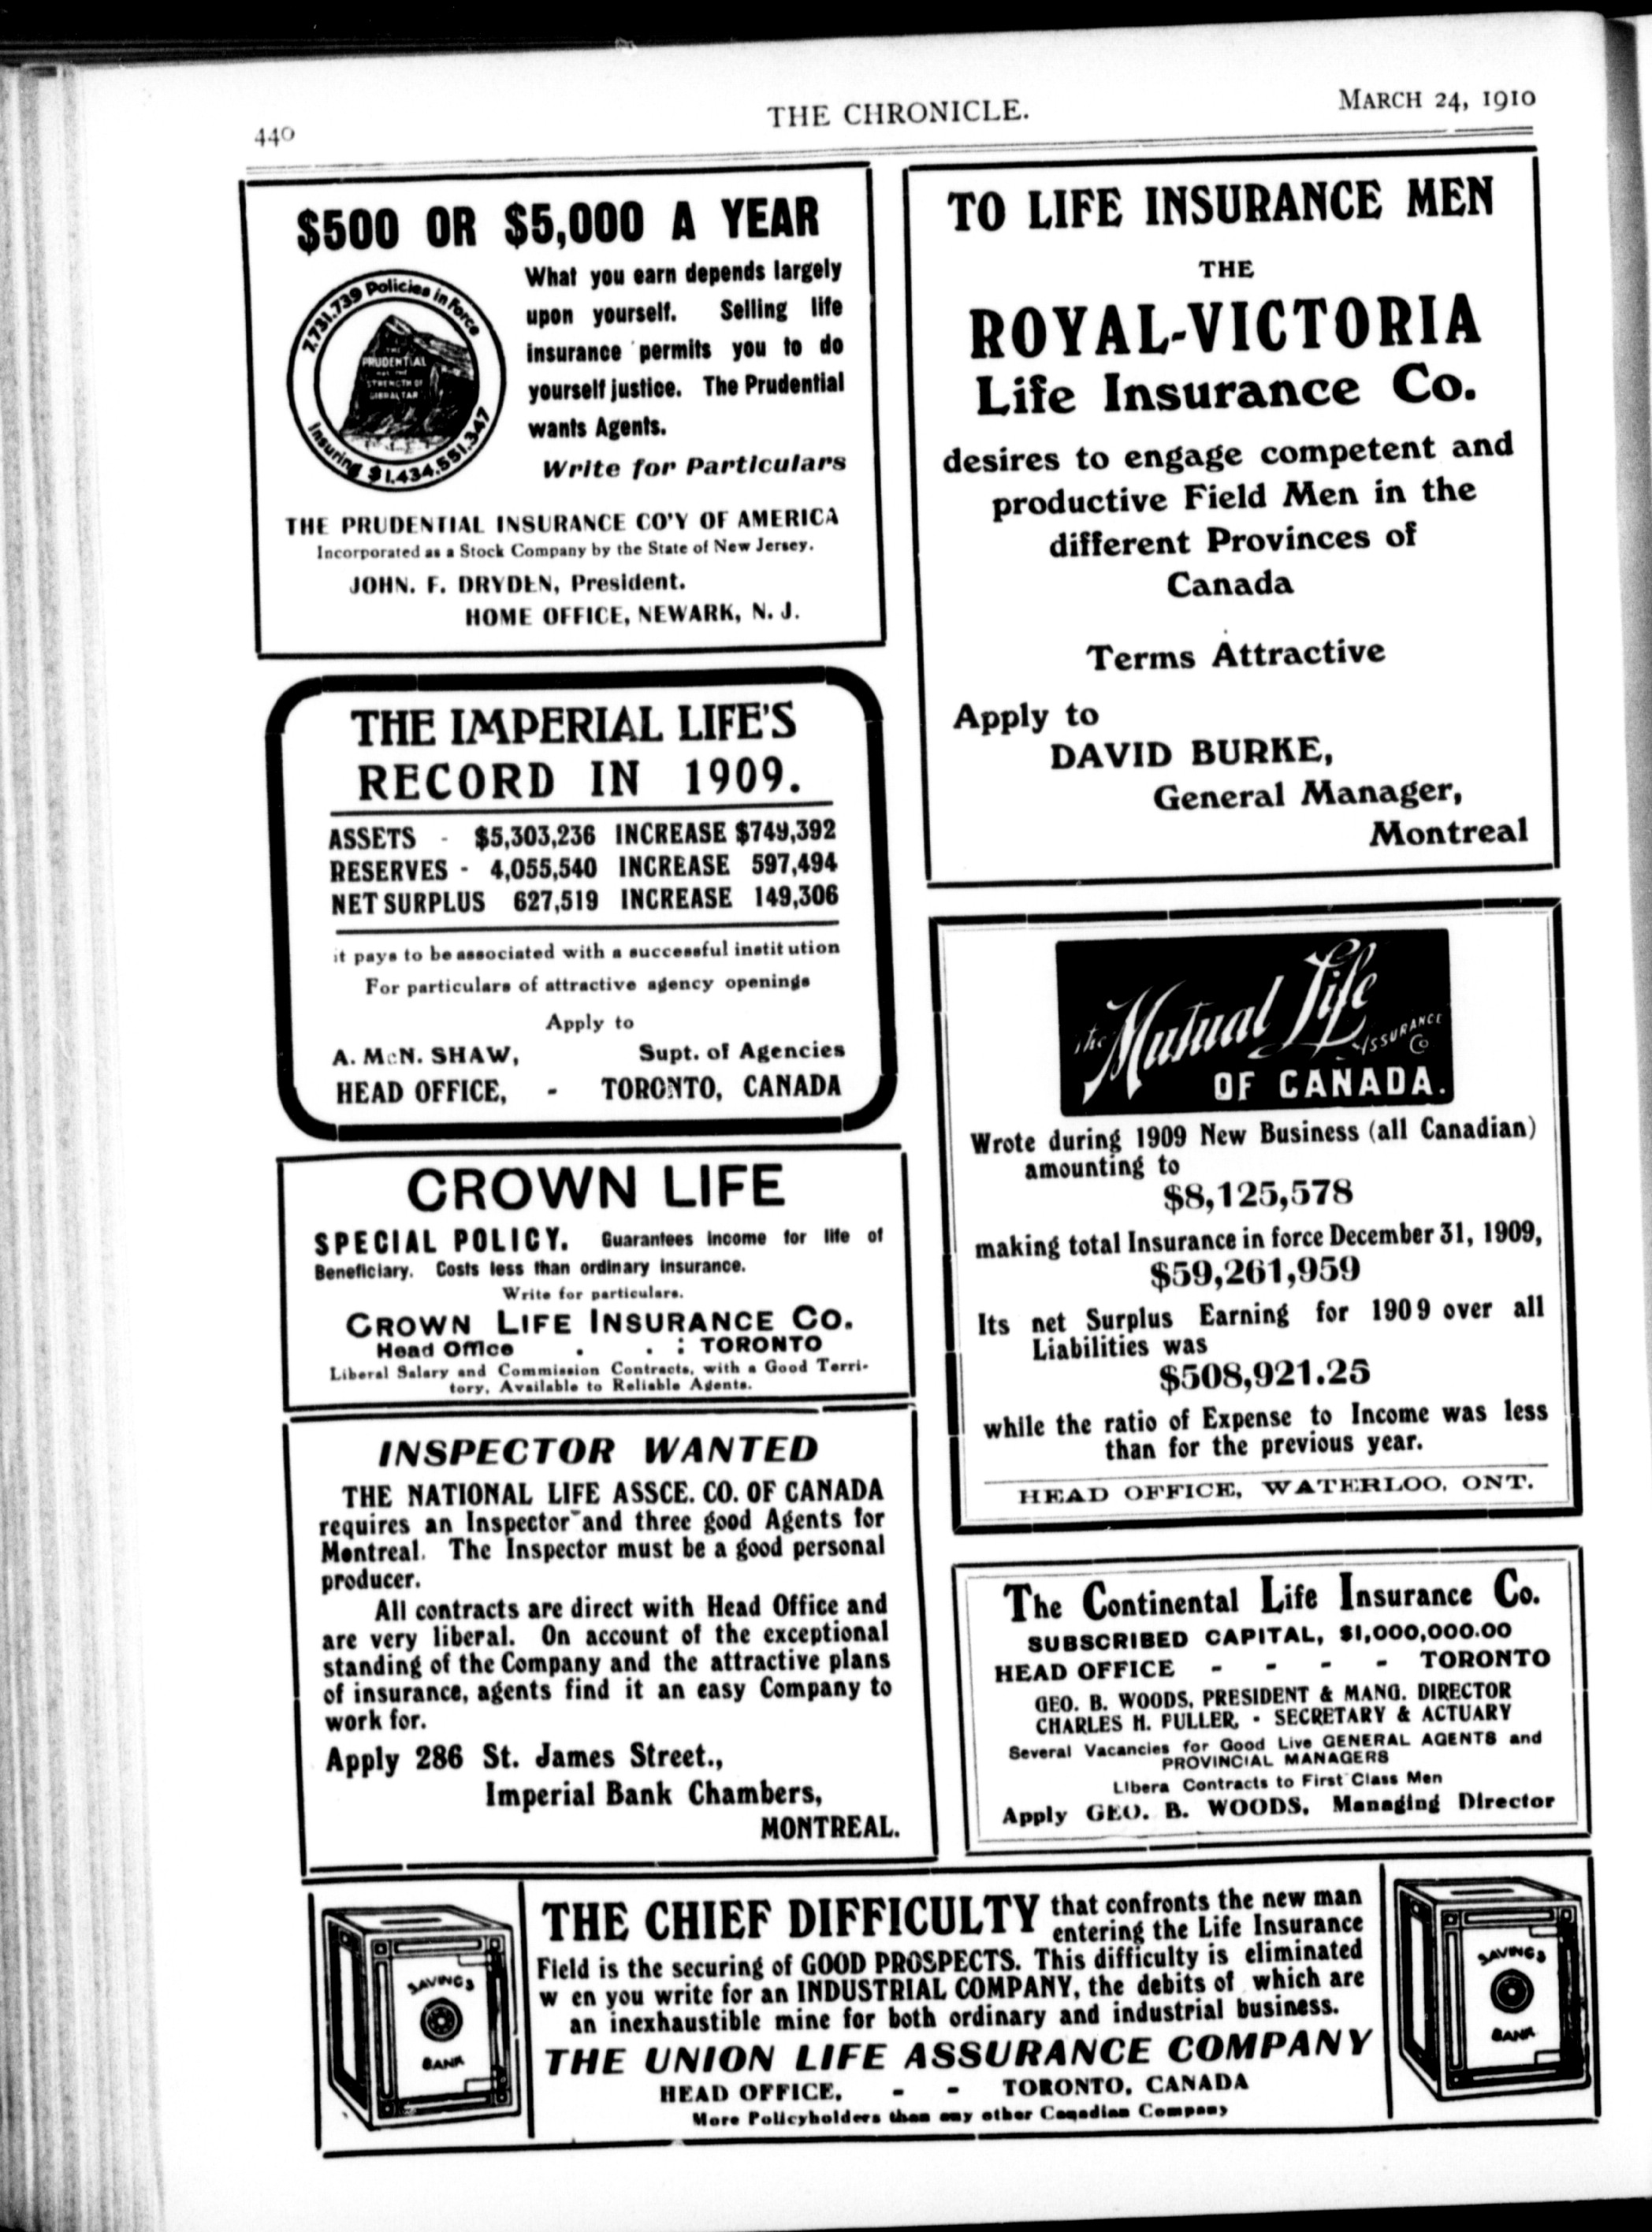 440
THE CHRONICLE.
MARCH 24, 1910
$500 OR $5,000 A YEAR
7,731,739 Policies in Force
THE
PRUDENTIAL
HAS THE
STRENGTH OF
GIBRALTAR
Insuring $1,434,551,347
What you earn depends largely
upon yourself. Selling life
insurance permits you to do
yourself justice. The Prudential
wants Agents.
Write for Particulars
THE PRUDENTIAL INSURANCE CO'Y OF AMERICA
Incorporated as a Stock Company by the State of New Jersey.
JOHN. F. DRYDEN, President.
HOME OFFICE, NEWARK, N. J.
THE IMPERIAL LIFE'S
RECORD IN 1909.
ASSETS - $5,303,236 INCREASE $749,392
RESERVES - 4,055,540 INCREASE 597,494
NET SURPLUS 627,519 INCREASE 149,306
it pays to be associated with a successful instit ution
For particulars of attractive agency openings
Apply to
A. McN. SHAW, Supt. of Agencies
HEAD OFFICE, - TORONTO, CANADA
CROWN LIFE
SPECIAL POLICY. Guarantees income for life of
Beneficiary. Costs less than ordinary insurance.
Write for particulars.
CROWN LIFE INSURANCE CO.
Head Office . . : TORONTO
Liberal Salary and Commission Contracts, with a Good Terri-
tory, Available to Reliable Agents.
INSPECTOR WANTED
THE NATIONAL LIFE ASSCE. CO. OF CANADA
requires an Inspector and three good Agents for
Montreal. The Inspector must be a good personal
producer.
All contracts are direct with Head Office and
are very liberal. On account of the exceptional
standing of the Company and the attractive plans
of insurance, agents find it an easy Company to
work for.
Apply 286 St. James Street.,
Imperial Bank Chambers,
MONTREAL.
TO LIFE INSURANCE MEN
THE
ROYAL-VICTORIA
Life Insurance Co.
desires to engage competent and
productive Field Men in the
different Provinces of
Canada
Terms Attractive
Apply to
DAVID BURKE,
General Manager,
Montreal
The Mutual Life
ASSURANCE
Co
OF CANADA.
Wrote during 1909 New Business (all Canadian)
amounting to
$8,125,578
making total Insurance in force December 31, 1909,
$59,261,959
Its net Surplus Earning for 1909 over all
Liabilities was
$508,921.25
while the ratio of Expense to Income was less
than for the previous year.
HEAD OFFICE, WATERLOO, ONT.
The Continental Life Insurance Co.
SUBSCRIBED CAPITAL, $1,000,000.00
HEAD OFFICE - - - - TORONTO
GEO. B. WOODS, PRESIDENT & MANG. DIRECTOR
CHARLES H. FULLER, - SECRETARY & ACTUARY
Several Vacancies for Good Live GENERAL AGENTS and
PROVINCIAL MANAGERS
Libera Contracts to First Class Men
Apply GEO. B. WOODS, Managing Director
SAVINGS
BANK
THE CHIEF DIFFICULTY that confronts the new man
entering the Life Insurance
Field is the securing of GOOD PROSPECTS. This difficulty is eliminated
w en you write for an INDUSTRIAL COMPANY, the debits of which are
an inexhaustible mine for both ordinary and industrial business.
THE UNION LIFE ASSURANCE COMPANY
HEAD OFFICE, - - TORONTO, CANADA
More Policyholders than any other Canadian Company
SAVINGS
BANK